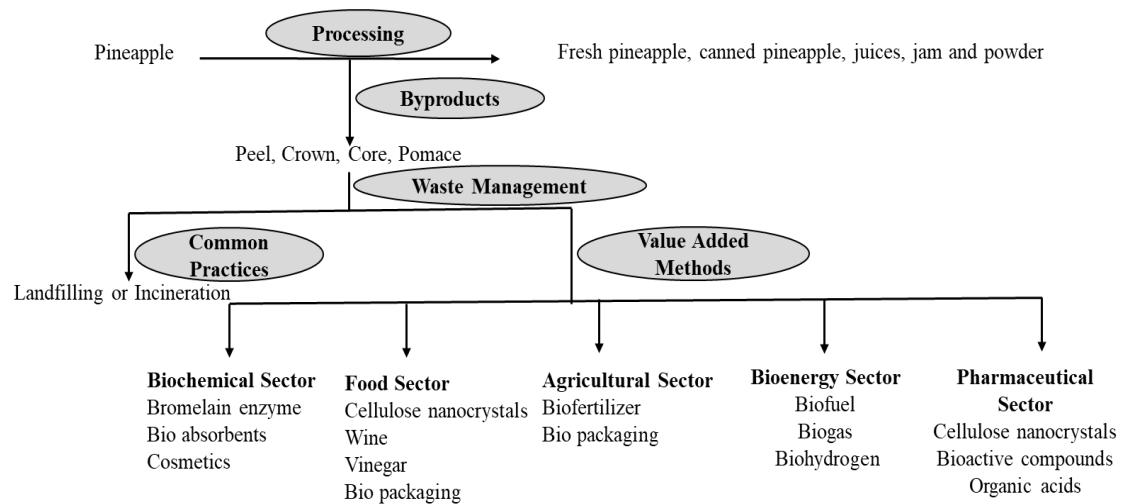 Processing
Pineapple
Fresh pineapple, canned pineapple, juices, jam and powder
Byproducts
Peel, Crown, Core, Pomace
Waste Management
Common
Practices
Value Added
Methods
Landfilling or Incineration
Biochemical Sector
Bromelain enzyme
Bio absorbents
Cosmetics
Food Sector
Cellulose nanocrystals
Wine
Vinegar
Bio packaging
Agricultural Sector
Biofertilizer
Bio packaging
Bioenergy Sector
Biofuel
Biogas
Biohydrogen
Pharmaceutical
Sector
Cellulose nanocrystals
Bioactive compounds
Organic acids